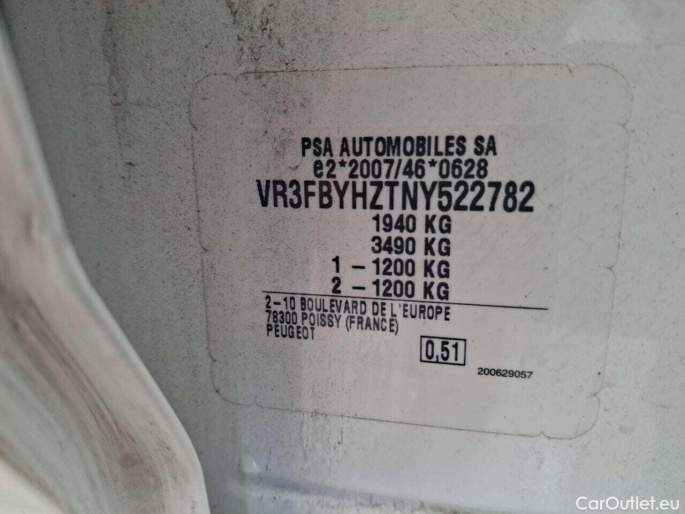 PSA AUTOMOBILES SA
e2*2007/46*0628
VR3FBYHZTNY522782
1940 KG
3490 KG
1 - 1200 KG
2 - 1200 KG
2-10 BOULEVARD DE L'EUROPE
78300 POISSY (FRANCE)
PEUGEOT
0,51
200629057
CarOutlet.eu